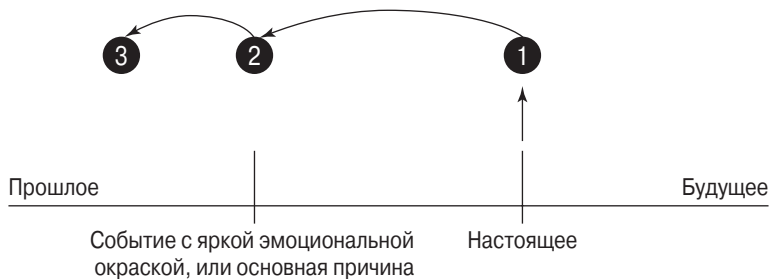 3 2 1
Прошлое Будущее
Событие с яркой эмоциональной Настоящее
окраской, или основная причина